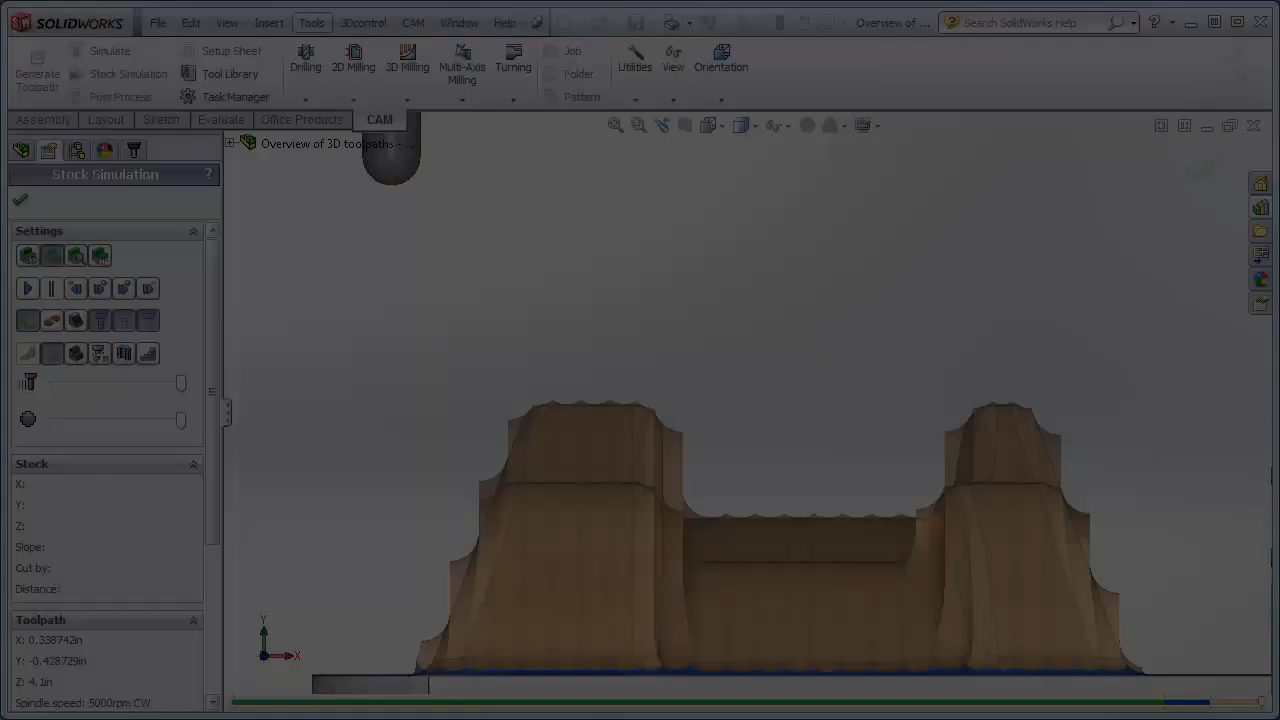 SOLIDWORKS File Edit View Insert Tools 3Dcontrol CAM Window Help Overview of ... Search SolidWorks Help ?
Generate Toolpath
Simulate
Stock Simulation
Post Process
Setup Sheet
Tool Library
Task Manager
Drilling
2D Milling
3D Milling
Multi-Axis Milling
Turning
Job
Folder
Pattern
Utilities
View
Orientation
Assembly Layout Sketch Evaluate Office Products CAM
Overview of 3D toolpaths - ...
Stock Simulation ?
Settings
Stock
X:
Y:
Z:
Slope:
Cut by:
Distance:
Toolpath
X: 0.338742in
Y: -0.428729in
Z: 4.1in
Spindle speed: 5000rpm CW
Y
X